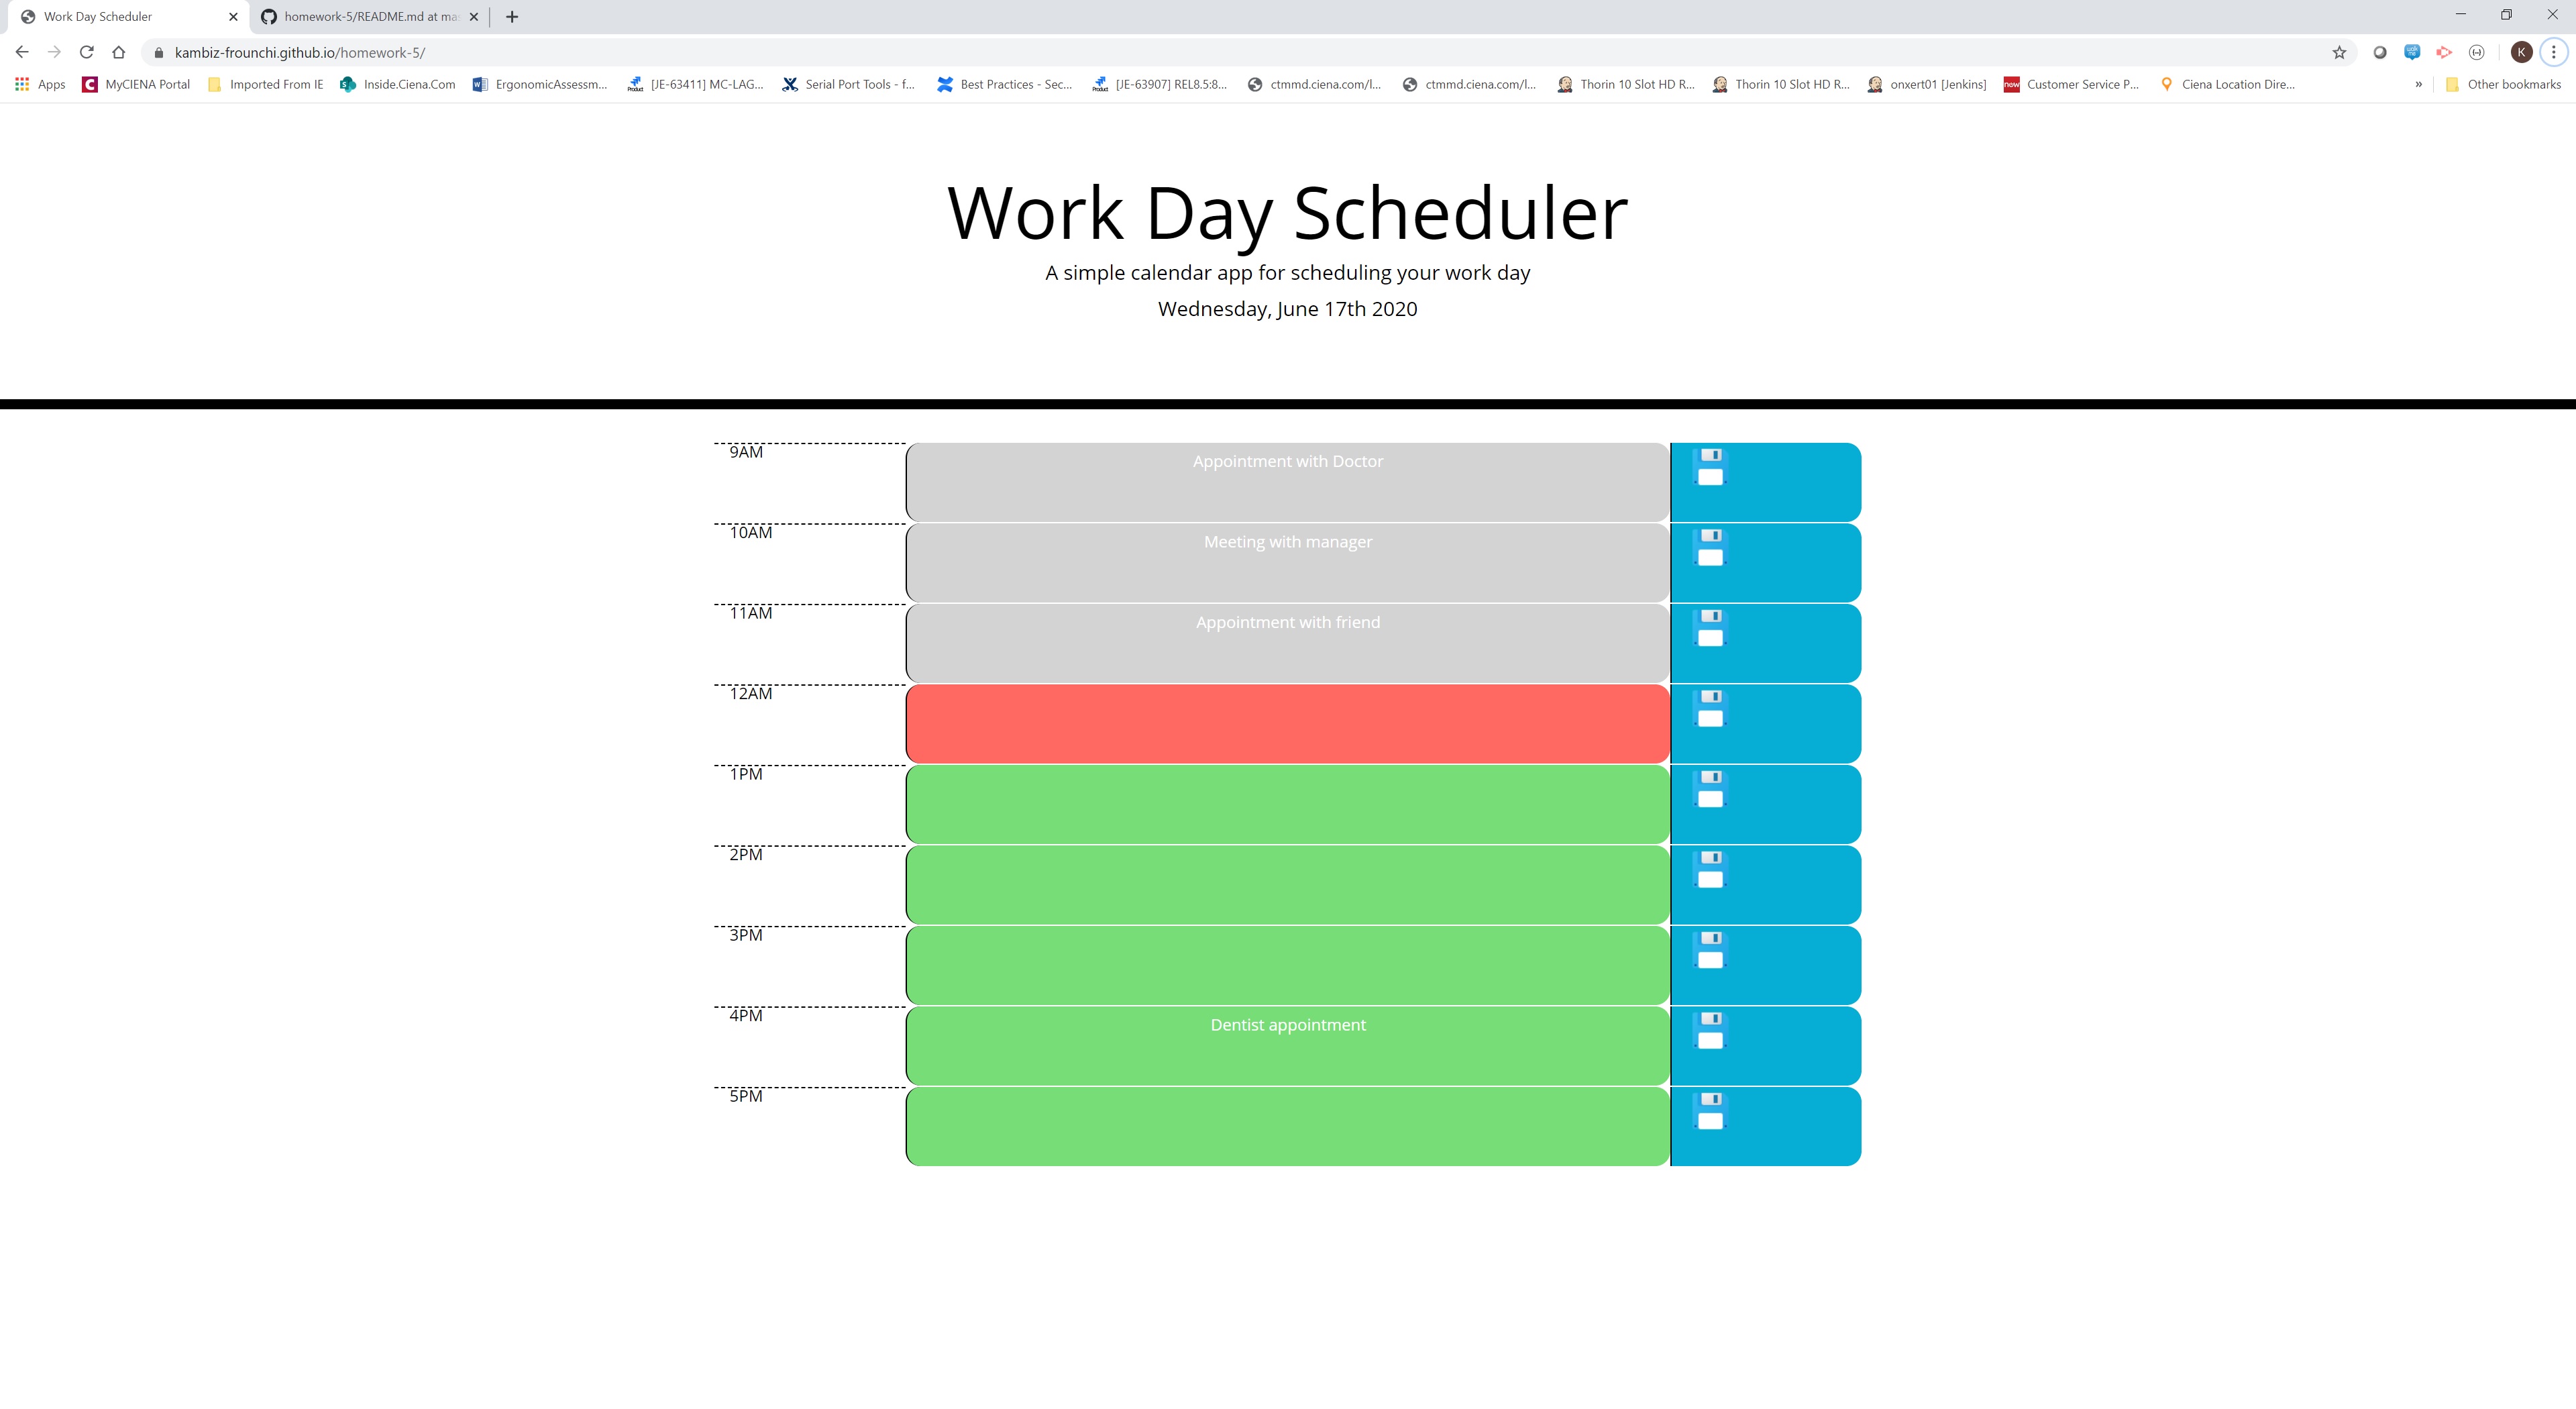 Work Day Scheduler
homework-5/README.md at ma
kambiz-frounchi.github.io/homework-5/
K
Apps MyCIENA Portal Imported From IE Inside.Ciena.Com ErgonomicAssessm... [JE-63411] MC-LAG... Serial Port Tools - f... Best Practices - Sec... [JE-63907] REL8.5:8... ctmmd.ciena.com/l... ctmmd.ciena.com/l... Thorin 10 Slot HD R... Thorin 10 Slot HD R... onxert01 [Jenkins] now Customer Service P... Ciena Location Dire... » Other bookmarks
Work Day Scheduler
A simple calendar app for scheduling your work day
Wednesday, June 17th 2020
9AM Appointment with Doctor
10AM Meeting with manager
11AM Appointment with friend
12AM
1PM
2PM
3PM
4PM Dentist appointment
5PM